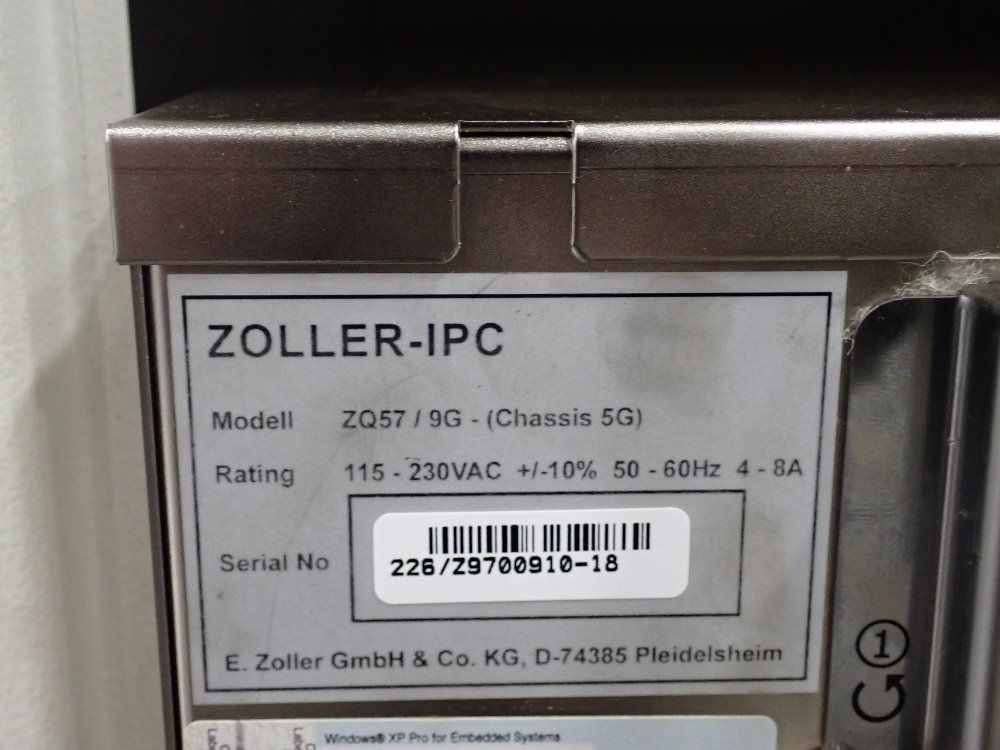 ZOLLER-IPC
Modell ZQ57 / 9G - (Chassis 5G)
Rating 115 - 230VAC +/-10% 50 - 60Hz 4 - 8A
Serial No 226/Z9700910-18
E. Zoller GmbH & Co. KG, D-74385 Pleidelsheim
1
Windows® XP Pro for Embedded Systems